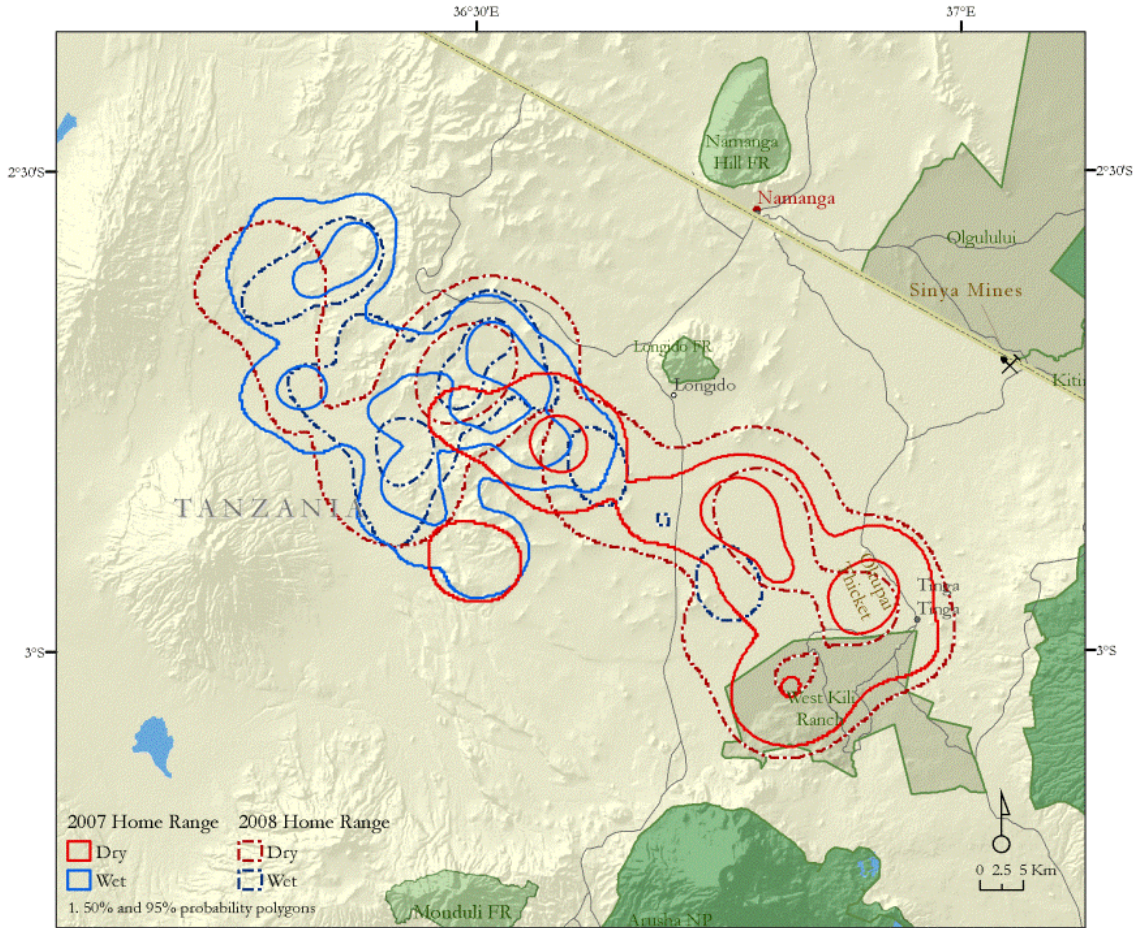 36°30'E
37°E
2°30'S
2°30'S
Namanga
Hill FR
Namanga
Olgulului
Sinya Mines
Longido FR
Longido
TANZANIA
Olkupai
Thicket
Tinga
Tinga
3°S
3°S
West Kili
Ranch
2007 Home Range
2008 Home Range
Dry
Dry
Wet
Wet
1. 50% and 95% probability polygons
0 2.5 5 Km
Monduli FR
Arusha NP